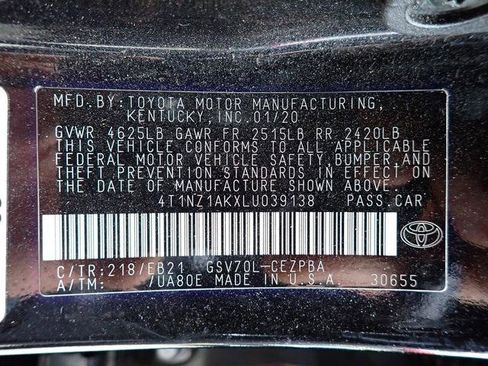 MFD. BY: TOYOTA MOTOR MANUFACTURING,
KENTUCKY, INC. 01/20
GVWR 4625LB GAWR FR 2515LB RR 2420LB
THIS VEHICLE CONFORMS TO ALL APPLICABLE
FEDERAL MOTOR VEHICLE SAFETY, BUMPER, AND
THEFT PREVENTION STANDARDS IN EFFECT ON
THE DATE OF MANUFACTURE SHOWN ABOVE.
4T1NZ1AKXLU039138 PASS.CAR
C/TR: 218/EB21 GSV70L-CEZPBA
A/TM: /UA80E MADE IN U.S.A. 30655